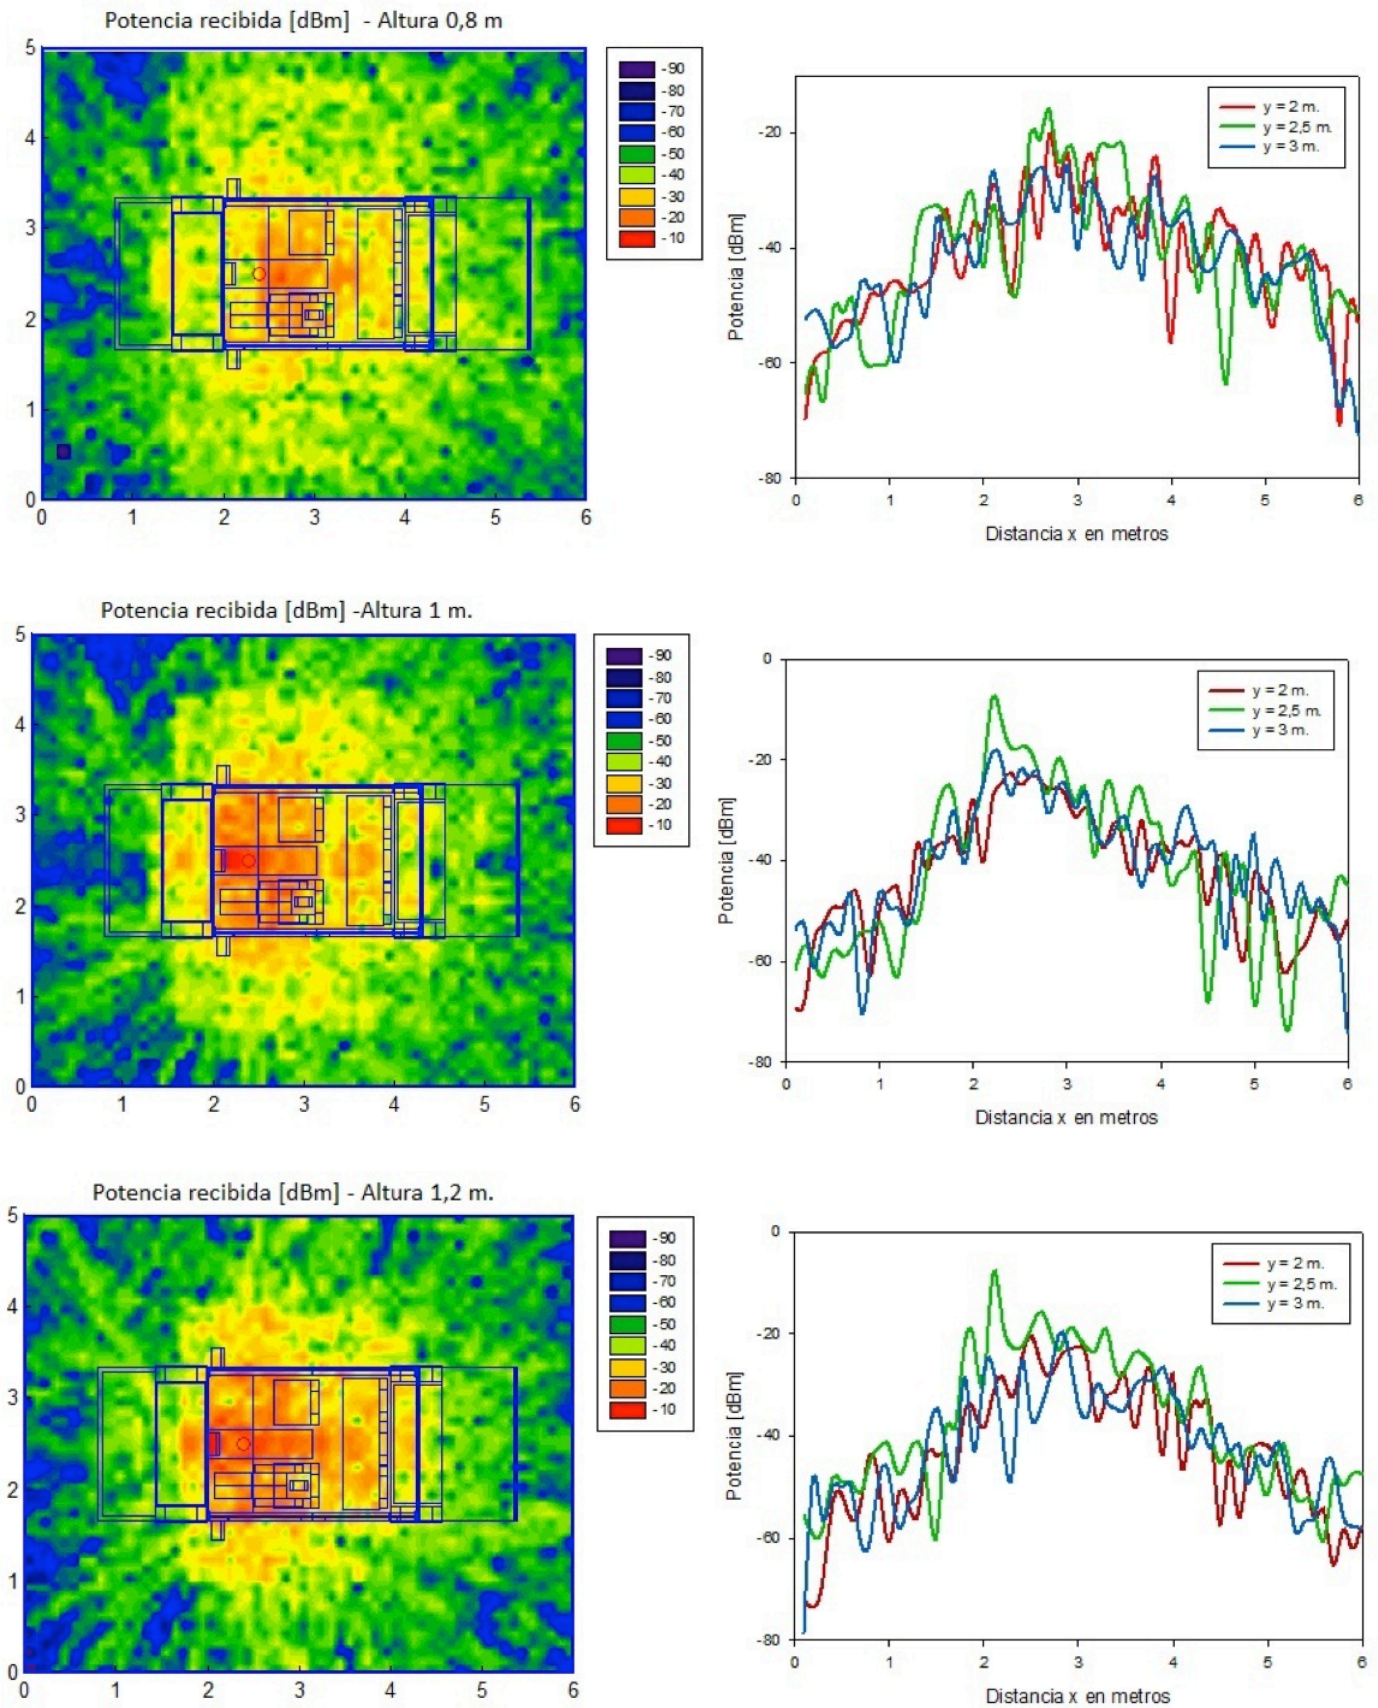 Potencia recibida [dBm] - Altura 0,8 m
5
4
3
2
1
0
0 1 2 3 4 5 6
-90
-80
-70
-60
-50
-40
-30
-20
-10
y = 2 m.
y = 2,5 m.
y = 3 m.
Potencia [dBm]
-20
-40
-60
-80
0 1 2 3 4 5 6
Distancia x en metros
Potencia recibida [dBm] -Altura 1 m.
5
4
3
2
1
0
0 1 2 3 4 5 6
-90
-80
-70
-60
-50
-40
-30
-20
-10
y = 2 m.
y = 2,5 m.
y = 3 m.
Potencia [dBm]
0
-20
-40
-60
-80
0 1 2 3 4 5 6
Distancia x en metros
Potencia recibida [dBm] - Altura 1,2 m.
5
4
3
2
1
0
0 1 2 3 4 5 6
-90
-80
-70
-60
-50
-40
-30
-20
-10
y = 2 m.
y = 2,5 m.
y = 3 m.
Potencia [dBm]
0
-20
-40
-60
-80
0 1 2 3 4 5 6
Distancia x en metros